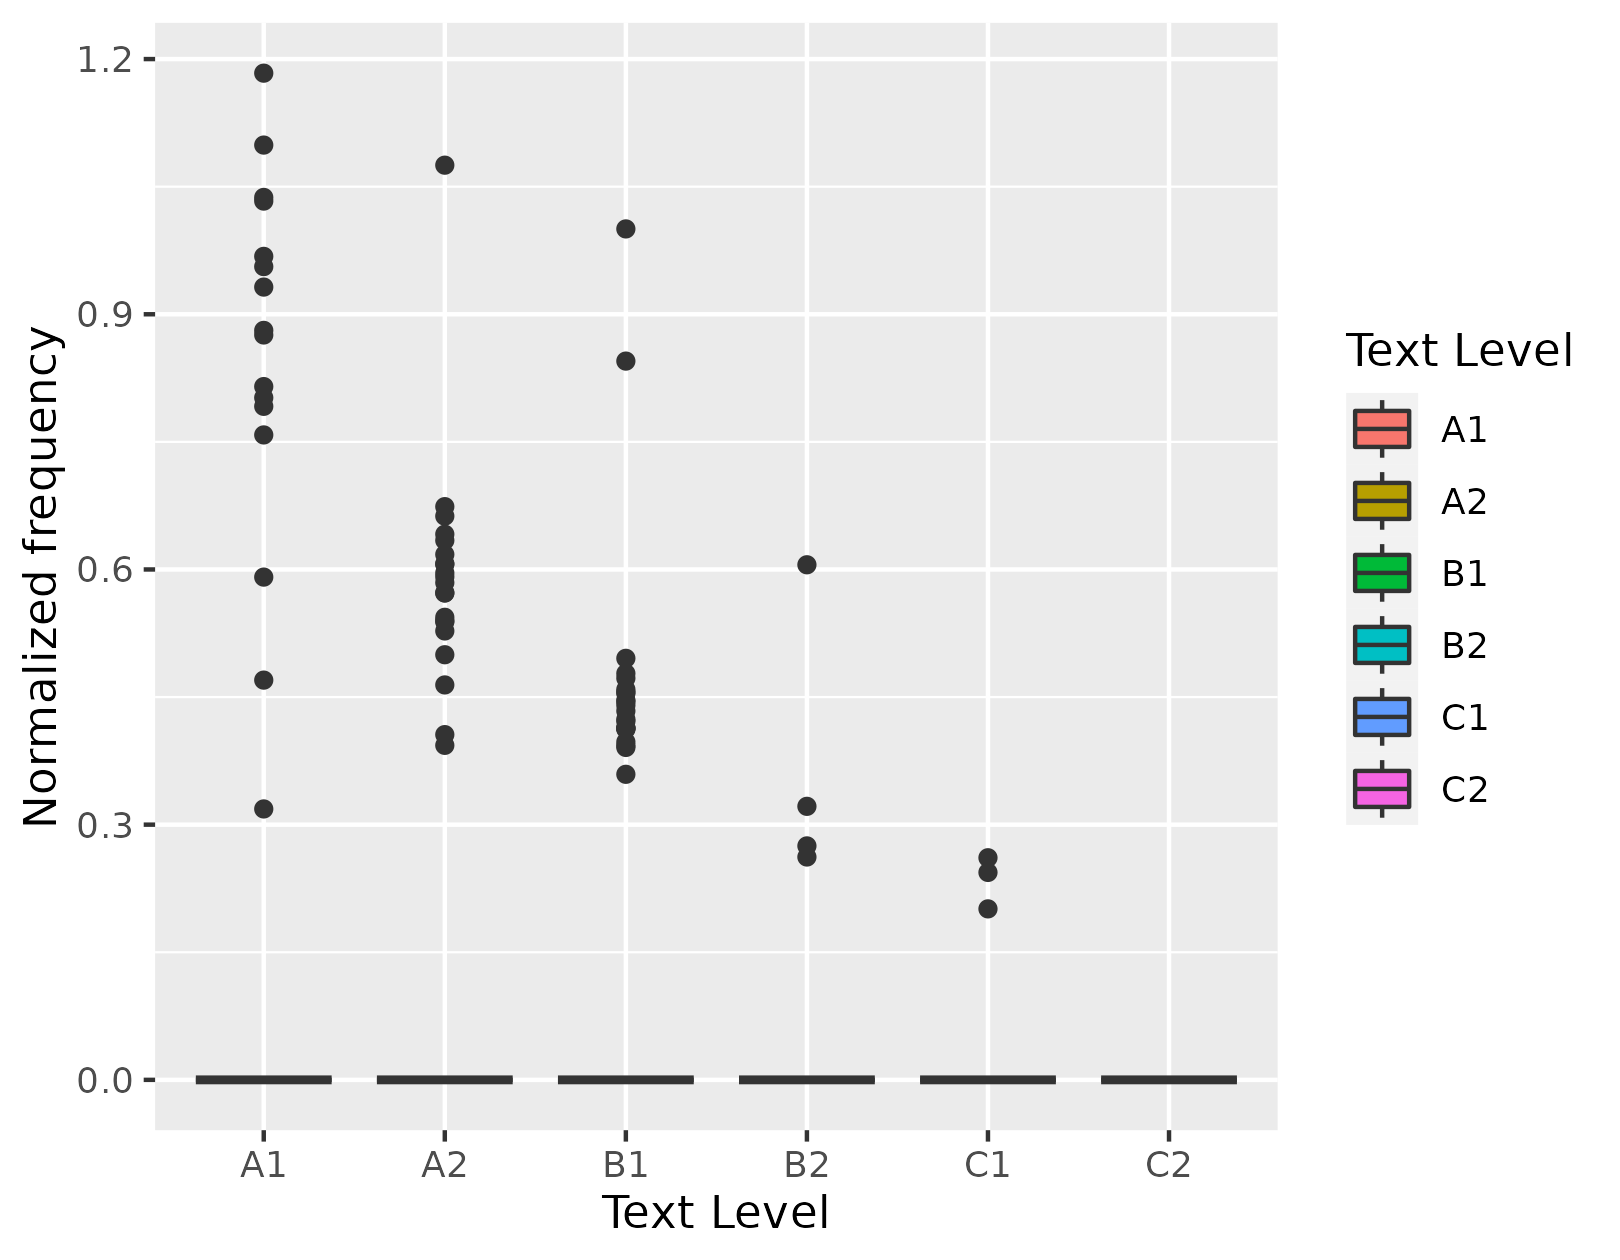 Normalized frequency
1.2
0.9
0.6
0.3
0.0
A1 A2 B1 B2 C1 C2
Text Level
Text Level
A1
A2
B1
B2
C1
C2